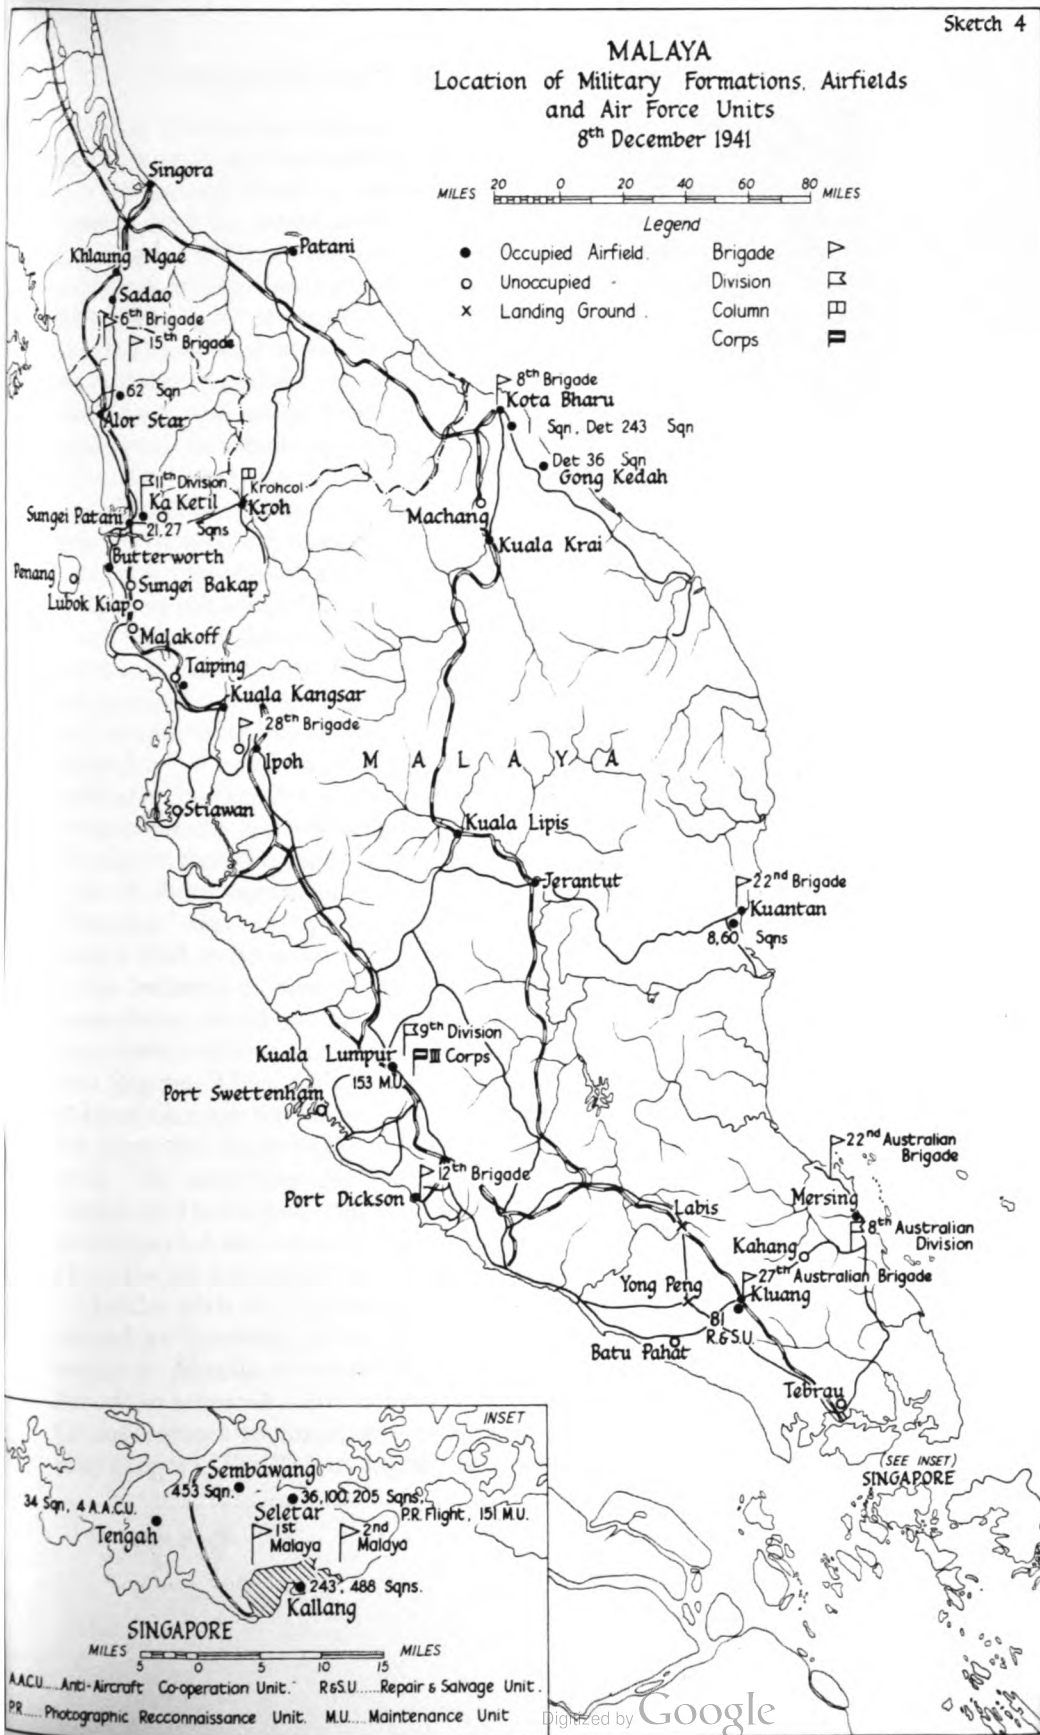 Sketch 4
MALAYA
Location of Military Formations, Airfields
and Air Force Units
8th December 1941
MILES 20 0 20 40 60 80 MILES
Legend
Occupied Airfield.
Unoccupied "
Landing Ground.
Brigade
Division
Column
Corps
Singora
Patani
Khlaung Ngae
Sadao
6th Brigade
15th Brigade
62 Sqn
Alor Star
8th Brigade
Kota Bharu
1 Sqn, Det 243 Sqn
Det 36 Sqn
Gong Kedah
11th Division
Ka Ketil
Krohcol
Kroh
Sungei Patani
21,27 Sqns
Machang
Kuala Krai
Butterworth
Penang
Sungei Bakap
Lubok Kiap
Malakoff
Taiping
Kuala Kangsar
28th Brigade
Ipoh
M A L A Y A
Stiawan
Kuala Lipis
Jerantut
22nd Brigade
Kuantan
8,60 Sqns
9th Division
Kuala Lumpur
III Corps
153 M.U.
Port Swettenham
12th Brigade
Port Dickson
22nd Australian
Brigade
Mersing
Labis
8th Australian
Division
Kahang
27th Australian Brigade
Yong Peng
Kluang
81
R.&S.U.
Batu Pahat
Tebrau
(SEE INSET)
SINGAPORE
INSET
Sembawang
453 Sqn.
36,100,205 Sqns,
34 Sqn, 4 A.A.C.U.
Seletar
P.R. Flight, 151 M.U.
Tengah
1st
Malaya
2nd
Malaya
243, 488 Sqns.
Kallang
SINGAPORE
MILES 5 0 5 10 15 MILES
A.A.C.U.....Anti-Aircraft Co-operation Unit. R&S.U.....Repair & Salvage Unit.
P.R.....Photographic Recconnaissance Unit. M.U.....Maintenance Unit
Digitized by Google